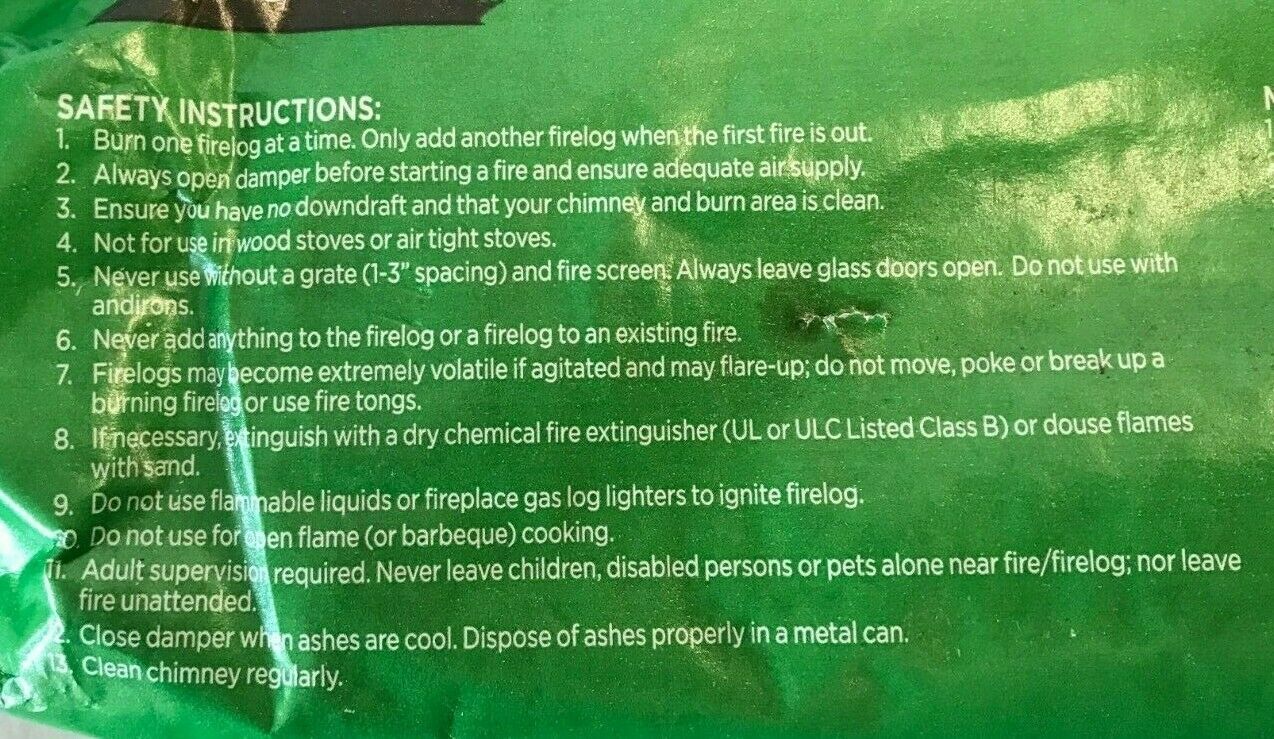 SAFETY INSTRUCTIONS:
1. Burn one firelog at a time. Only add another firelog when the first fire is out.
2. Always open damper before starting a fire and ensure adequate air supply.
3. Ensure you have no downdraft and that your chimney and burn area is clean.
4. Not for use in wood stoves or air tight stoves.
5. Never use without a grate (1-3” spacing) and fire screen. Always leave glass doors open. Do not use with
andirons.
6. Never add anything to the firelog or a firelog to an existing fire.
7. Firelogs may become extremely volatile if agitated and may flare-up; do not move, poke or break up a
burning firelog or use fire tongs.
8. If necessary, extinguish with a dry chemical fire extinguisher (UL or ULC Listed Class B) or douse flames
with sand.
9. Do not use flammable liquids or fireplace gas log lighters to ignite firelog.
10. Do not use for open flame (or barbeque) cooking.
11. Adult supervision required. Never leave children, disabled persons or pets alone near fire/firelog; nor leave
fire unattended.
12. Close damper when ashes are cool. Dispose of ashes properly in a metal can.
13. Clean chimney regularly.